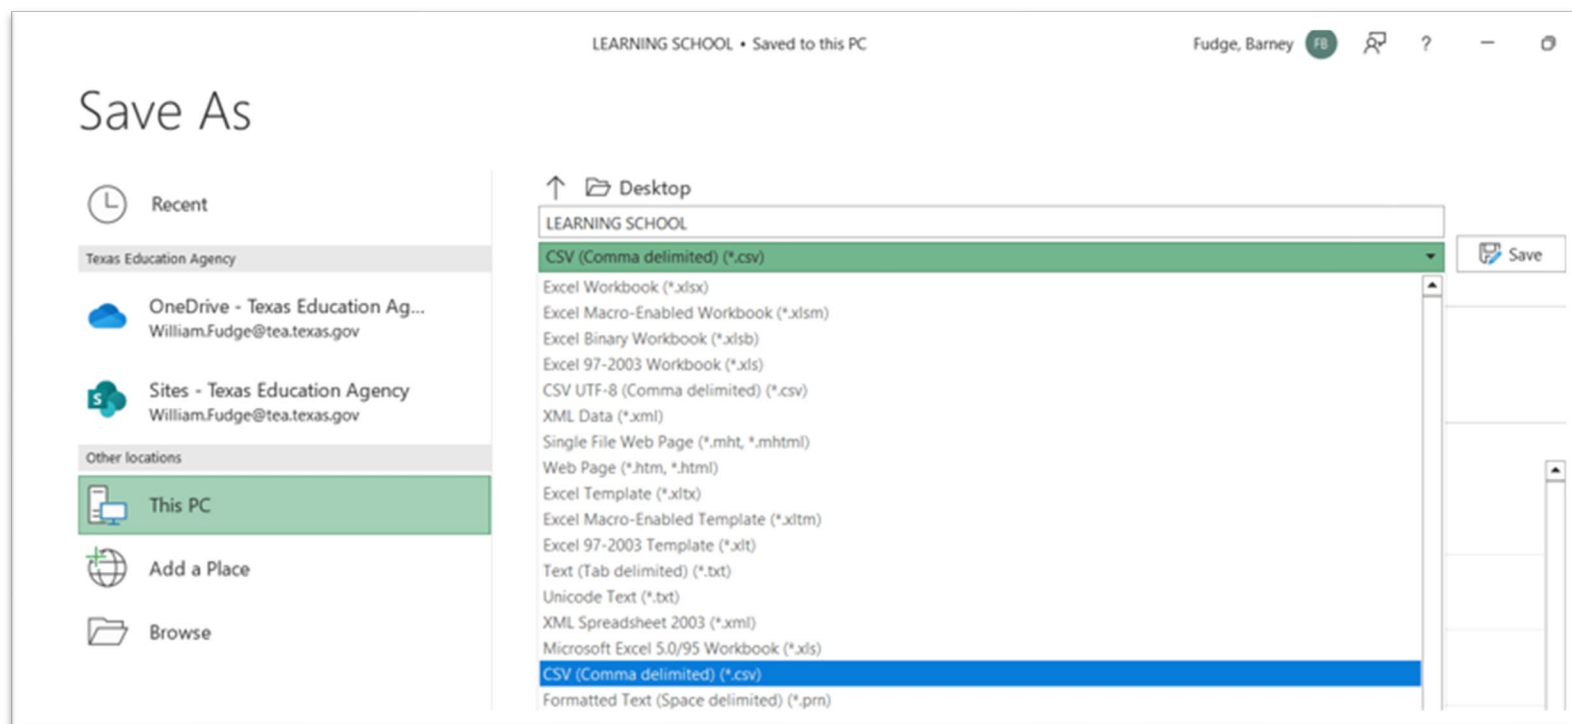 LEARNING SCHOOL • Saved to this PC
Fudge, Barney FB ?
Save As
Recent
Texas Education Agency
OneDrive - Texas Education Ag...
William.Fudge@tea.texas.gov
S
Sites - Texas Education Agency
William.Fudge@tea.texas.gov
Other locations
This PC
Add a Place
Browse
Desktop
LEARNING SCHOOL
CSV (Comma delimited) (*.csv)
Save
Excel Workbook (*.xlsx)
Excel Macro-Enabled Workbook (*.xlsm)
Excel Binary Workbook (*.xlsb)
Excel 97-2003 Workbook (*.xls)
CSV UTF-8 (Comma delimited) (*.csv)
XML Data (*.xml)
Single File Web Page (*.mht, *.mhtml)
Web Page (*.htm, *.html)
Excel Template (*.xltx)
Excel Macro-Enabled Template (*.xltm)
Excel 97-2003 Template (*.xlt)
Text (Tab delimited) (*.txt)
Unicode Text (*.txt)
XML Spreadsheet 2003 (*.xml)
Microsoft Excel 5.0/95 Workbook (*.xls)
CSV (Comma delimited) (*.csv)
Formatted Text (Space delimited) (*.prn)